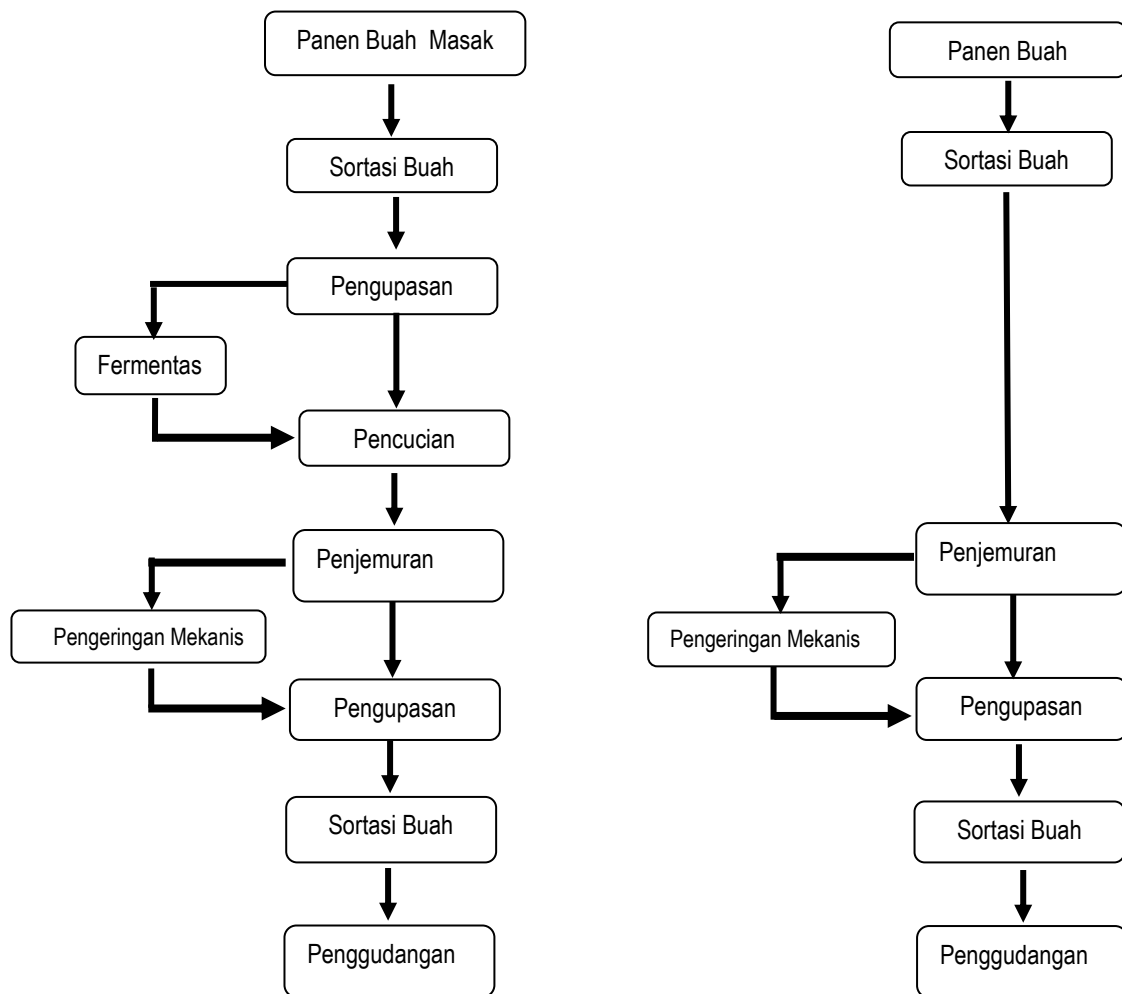 Panen Buah Masak
Sortasi Buah
Pengupasan
Fermentas
Pencucian
Penjemuran
Pengeringan Mekanis
Pengupasan
Sortasi Buah
Penggudangan
Panen Buah
Sortasi Buah
Penjemuran
Pengeringan Mekanis
Pengupasan
Sortasi Buah
Penggudangan